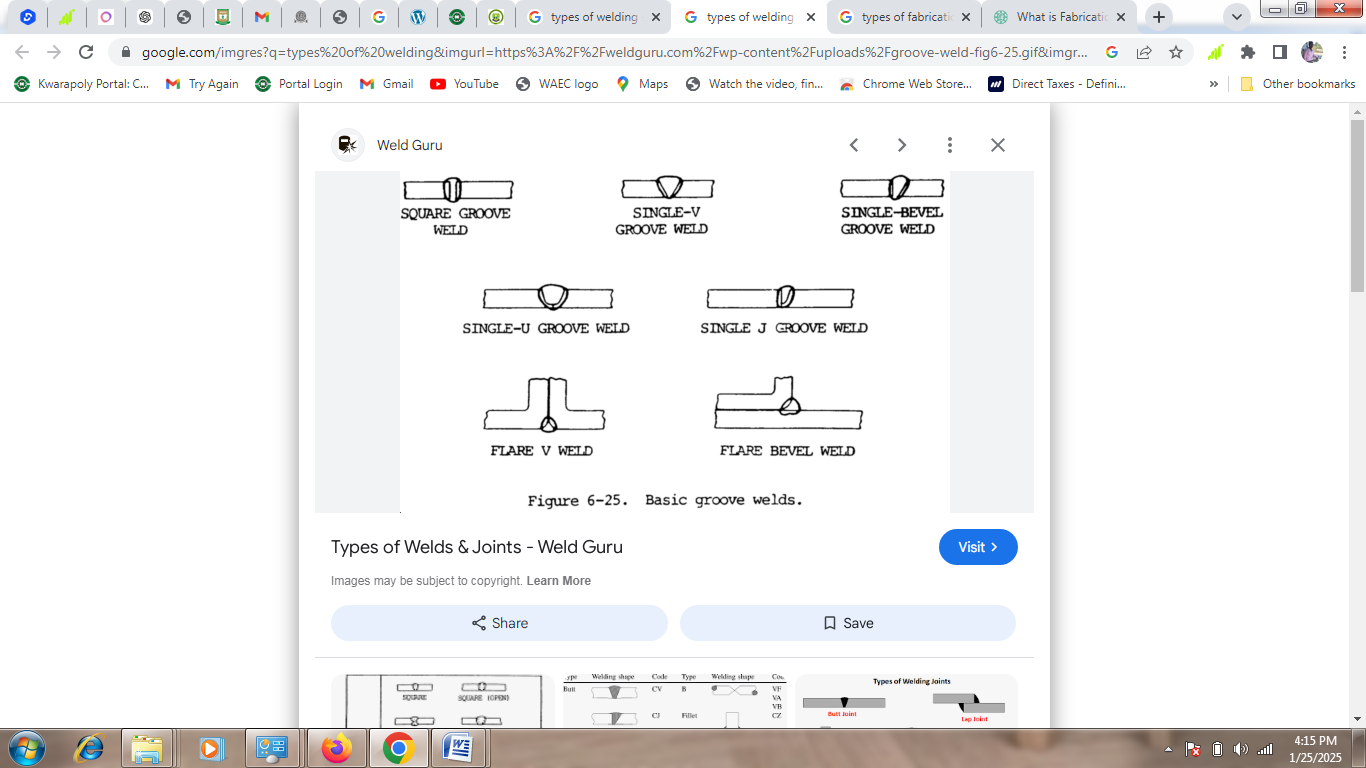 types of welding
types of welding
types of fabricati
What is Fabricatio
google.com/imgres?q=types%20of%20welding&imgurl=https%3A%2F%2Fweldguru.com%2Fwp-content%2Fuploads%2Fgroove-weld-fig6-25.gif&imgr...
Kwarapoly Portal: C...
Try Again
Portal Login
Gmail
YouTube
WAEC logo
Maps
Watch the video, fin...
Chrome Web Store...
Direct Taxes - Defini...
»
Other bookmarks
Weld Guru
SQUARE GROOVE
WELD
SINGLE-V
GROOVE WELD
SINGLE-BEVEL
GROOVE WELD
SINGLE-U GROOVE WELD
SINGLE J GROOVE WELD
FLARE V WELD
FLARE BEVEL WELD
Figure 6-25. Basic groove welds.
Types of Welds & Joints - Weld Guru
Visit
Images may be subject to copyright. Learn More
Share
Save
SQUARE
SQUARE (OPEN)
Welding shape
Code
Type
Welding shape
Butt
CV
B
VF
VA
VB
CJ
Fillet
CZ
Types of Welding Joints
Butt Joint
Lap Joint
4:15 PM
1/25/2025